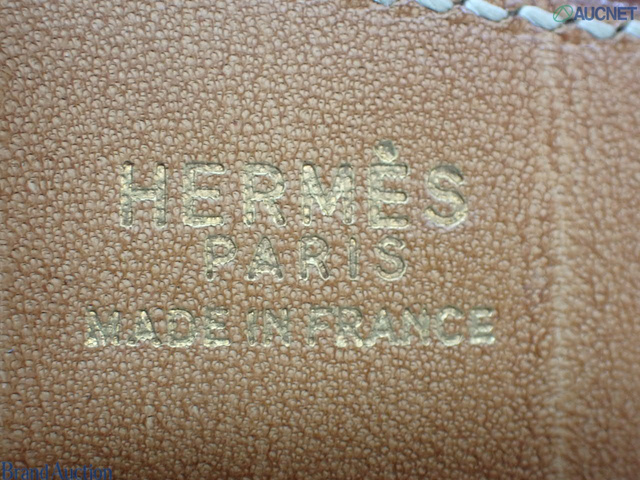 AUCNET
HERMÈS
PARIS
MADE IN FRANCE
Brand Auction